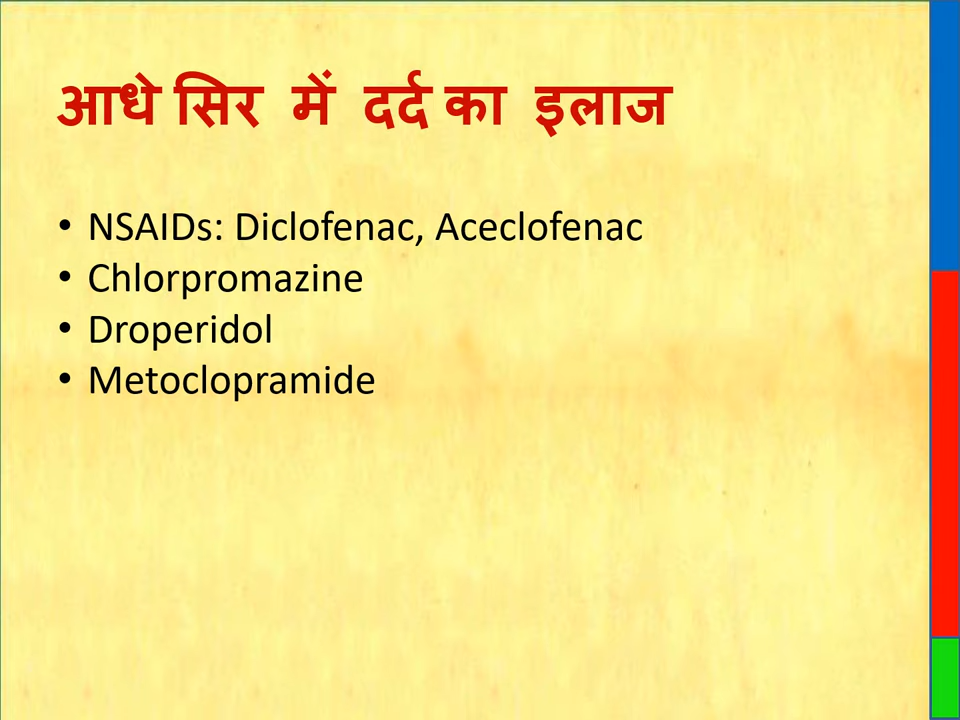 आधे सिर में दर्द का इलाज
• NSAIDs: Diclofenac, Aceclofenac
• Chlorpromazine
• Droperidol
• Metoclopramide